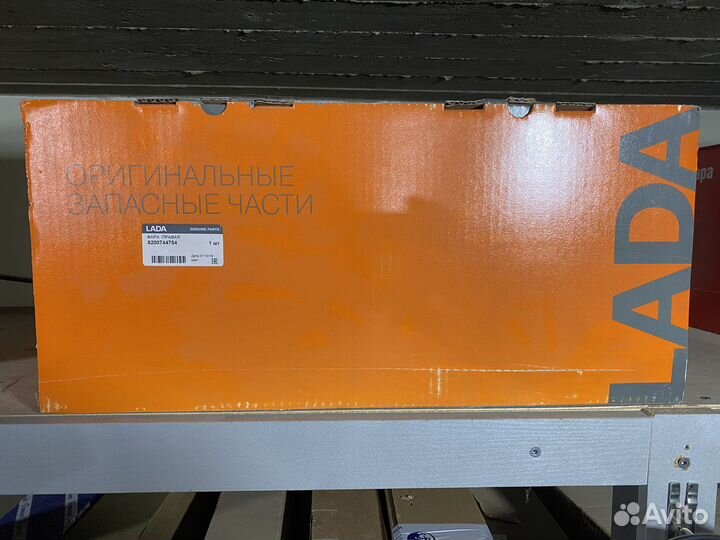 ОРИГИНАЛЬНЫЕ
ЗАПАСНЫЕ ЧАСТИ
LADA GENUINE PARTS
ФАРА ПРАВАЯ
8200744754 1 шт
LADA
Avito